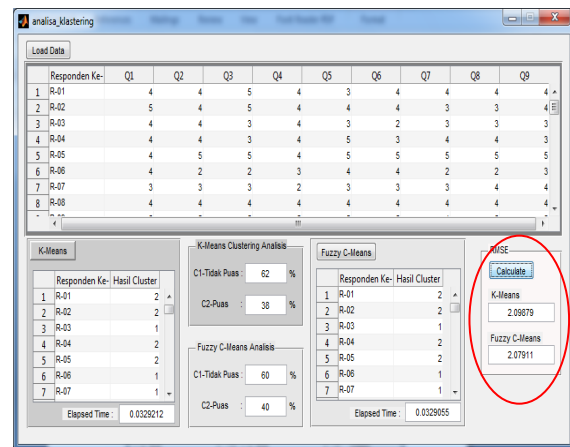 analisa_klastering
Load Data
Responden Ke- Q1 Q2 Q3 Q4 Q5 Q6 Q7 Q8 Q9
1 R-01 4 4 5 4 3 4 4 4 4
2 R-02 5 4 5 4 4 4 3 3 4
3 R-03 4 4 3 4 3 2 3 3 3
4 R-04 4 4 3 4 5 3 4 4 3
5 R-05 4 5 5 4 5 5 5 5 5
6 R-06 4 2 2 3 4 4 2 2 3
7 R-07 3 3 3 2 3 3 3 4 4
8 R-08 4 4 4 4 4 4 4 4 4
K-Means
Responden Ke- Hasil Cluster
1 R-01 2
2 R-02 2
3 R-03 1
4 R-04 2
5 R-05 2
6 R-06 1
7 R-07 1
Elapsed Time : 0.0329212
K-Means Clustering Analisis
C1-Tidak Puas : 62 %
C2-Puas : 38 %
Fuzzy C-Means Analisis
C1-Tidak Puas : 60 %
C2-Puas : 40 %
Fuzzy C-Means
Responden Ke- Hasil Cluster
1 R-01 2
2 R-02 2
3 R-03 1
4 R-04 2
5 R-05 2
6 R-06 1
7 R-07 1
Elapsed Time : 0.0329055
RMSE
Calculate
K-Means
2.09879
Fuzzy C-Means
2.07911